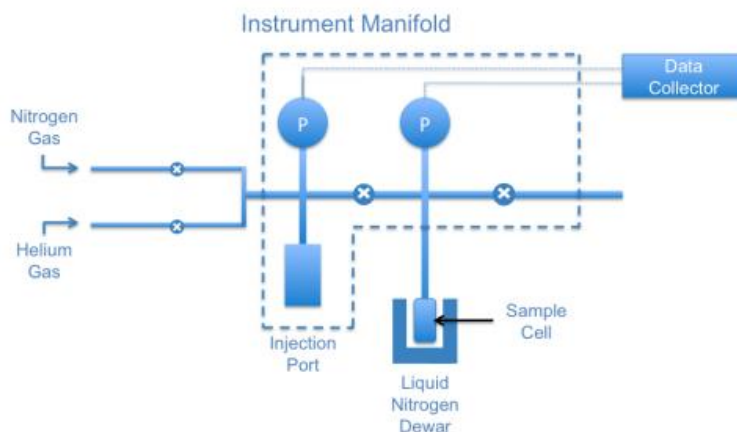 Instrument Manifold
Data
Collector
P
P
Nitrogen
Gas
Helium
Gas
Injection
Port
Sample
Cell
Liquid
Nitrogen
Dewar